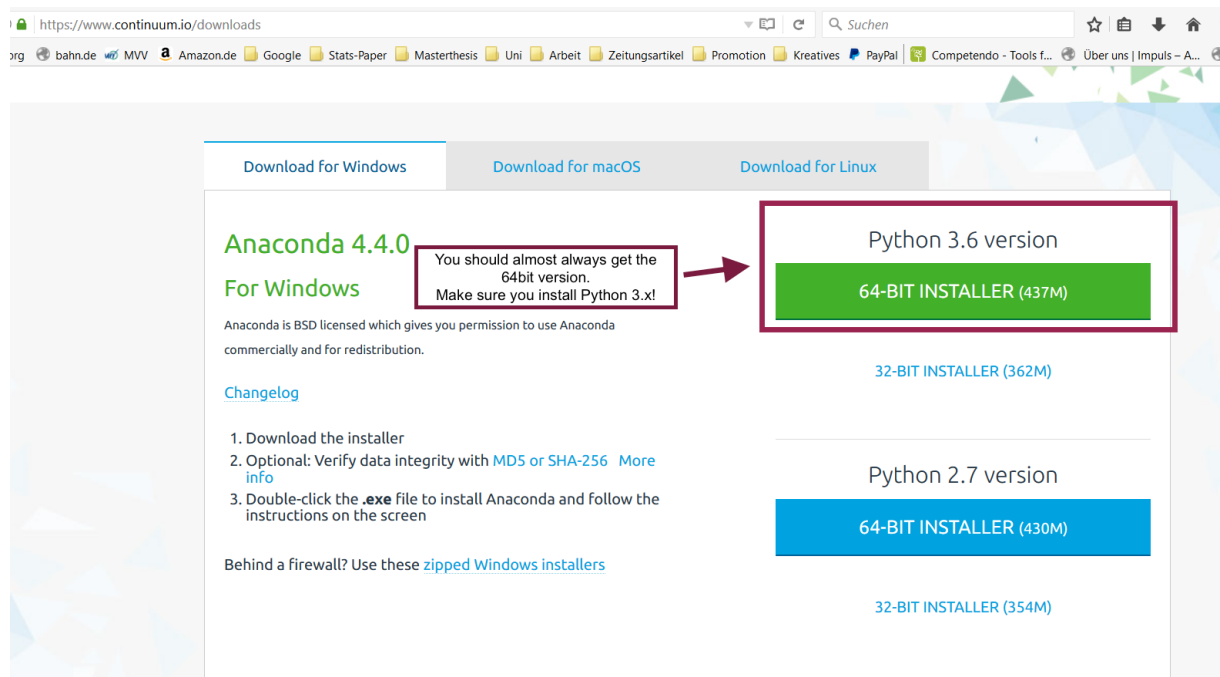 https://www.continuum.io/downloads
Suchen
org bahn.de MVV Amazon.de Google Stats-Paper Masterthesis Uni Arbeit Zeitungsartikel Promotion Kreatives PayPal Competendo - Tools f... Über uns | Impuls – A...
Download for Windows Download for macOS Download for Linux
Anaconda 4.4.0
For Windows
Anaconda is BSD licensed which gives you permission to use Anaconda
commercially and for redistribution.
Changelog
1. Download the installer
2. Optional: Verify data integrity with MD5 or SHA-256 More
info
3. Double-click the .exe file to install Anaconda and follow the
instructions on the screen
Behind a firewall? Use these zipped Windows installers
You should almost always get the
64bit version.
Make sure you install Python 3.x!
Python 3.6 version
64-BIT INSTALLER (437M)
32-BIT INSTALLER (362M)
Python 2.7 version
64-BIT INSTALLER (430M)
32-BIT INSTALLER (354M)